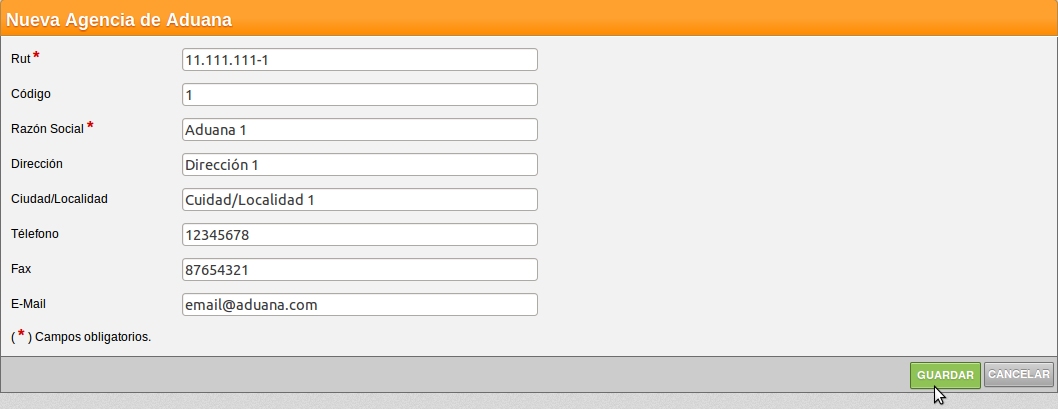 Nueva Agencia de Aduana
Rut * 11.111.111-1
Código 1
Razón Social * Aduana 1
Dirección Dirección 1
Ciudad/Localidad Cuidad/Localidad 1
Télefono 12345678
Fax 87654321
E-Mail email@aduana.com
( * ) Campos obligatorios.
GUARDAR CANCELAR